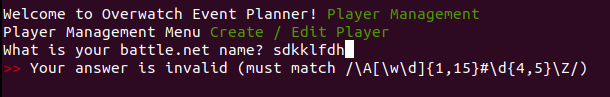 Welcome to Overwatch Event Planner! Player Management
Player Management Menu Create / Edit Player
What is your battle.net name? sdkklfdh
>> Your answer is invalid (must match /\A[\w\d]{1,15}#\d{4,5}\Z/)